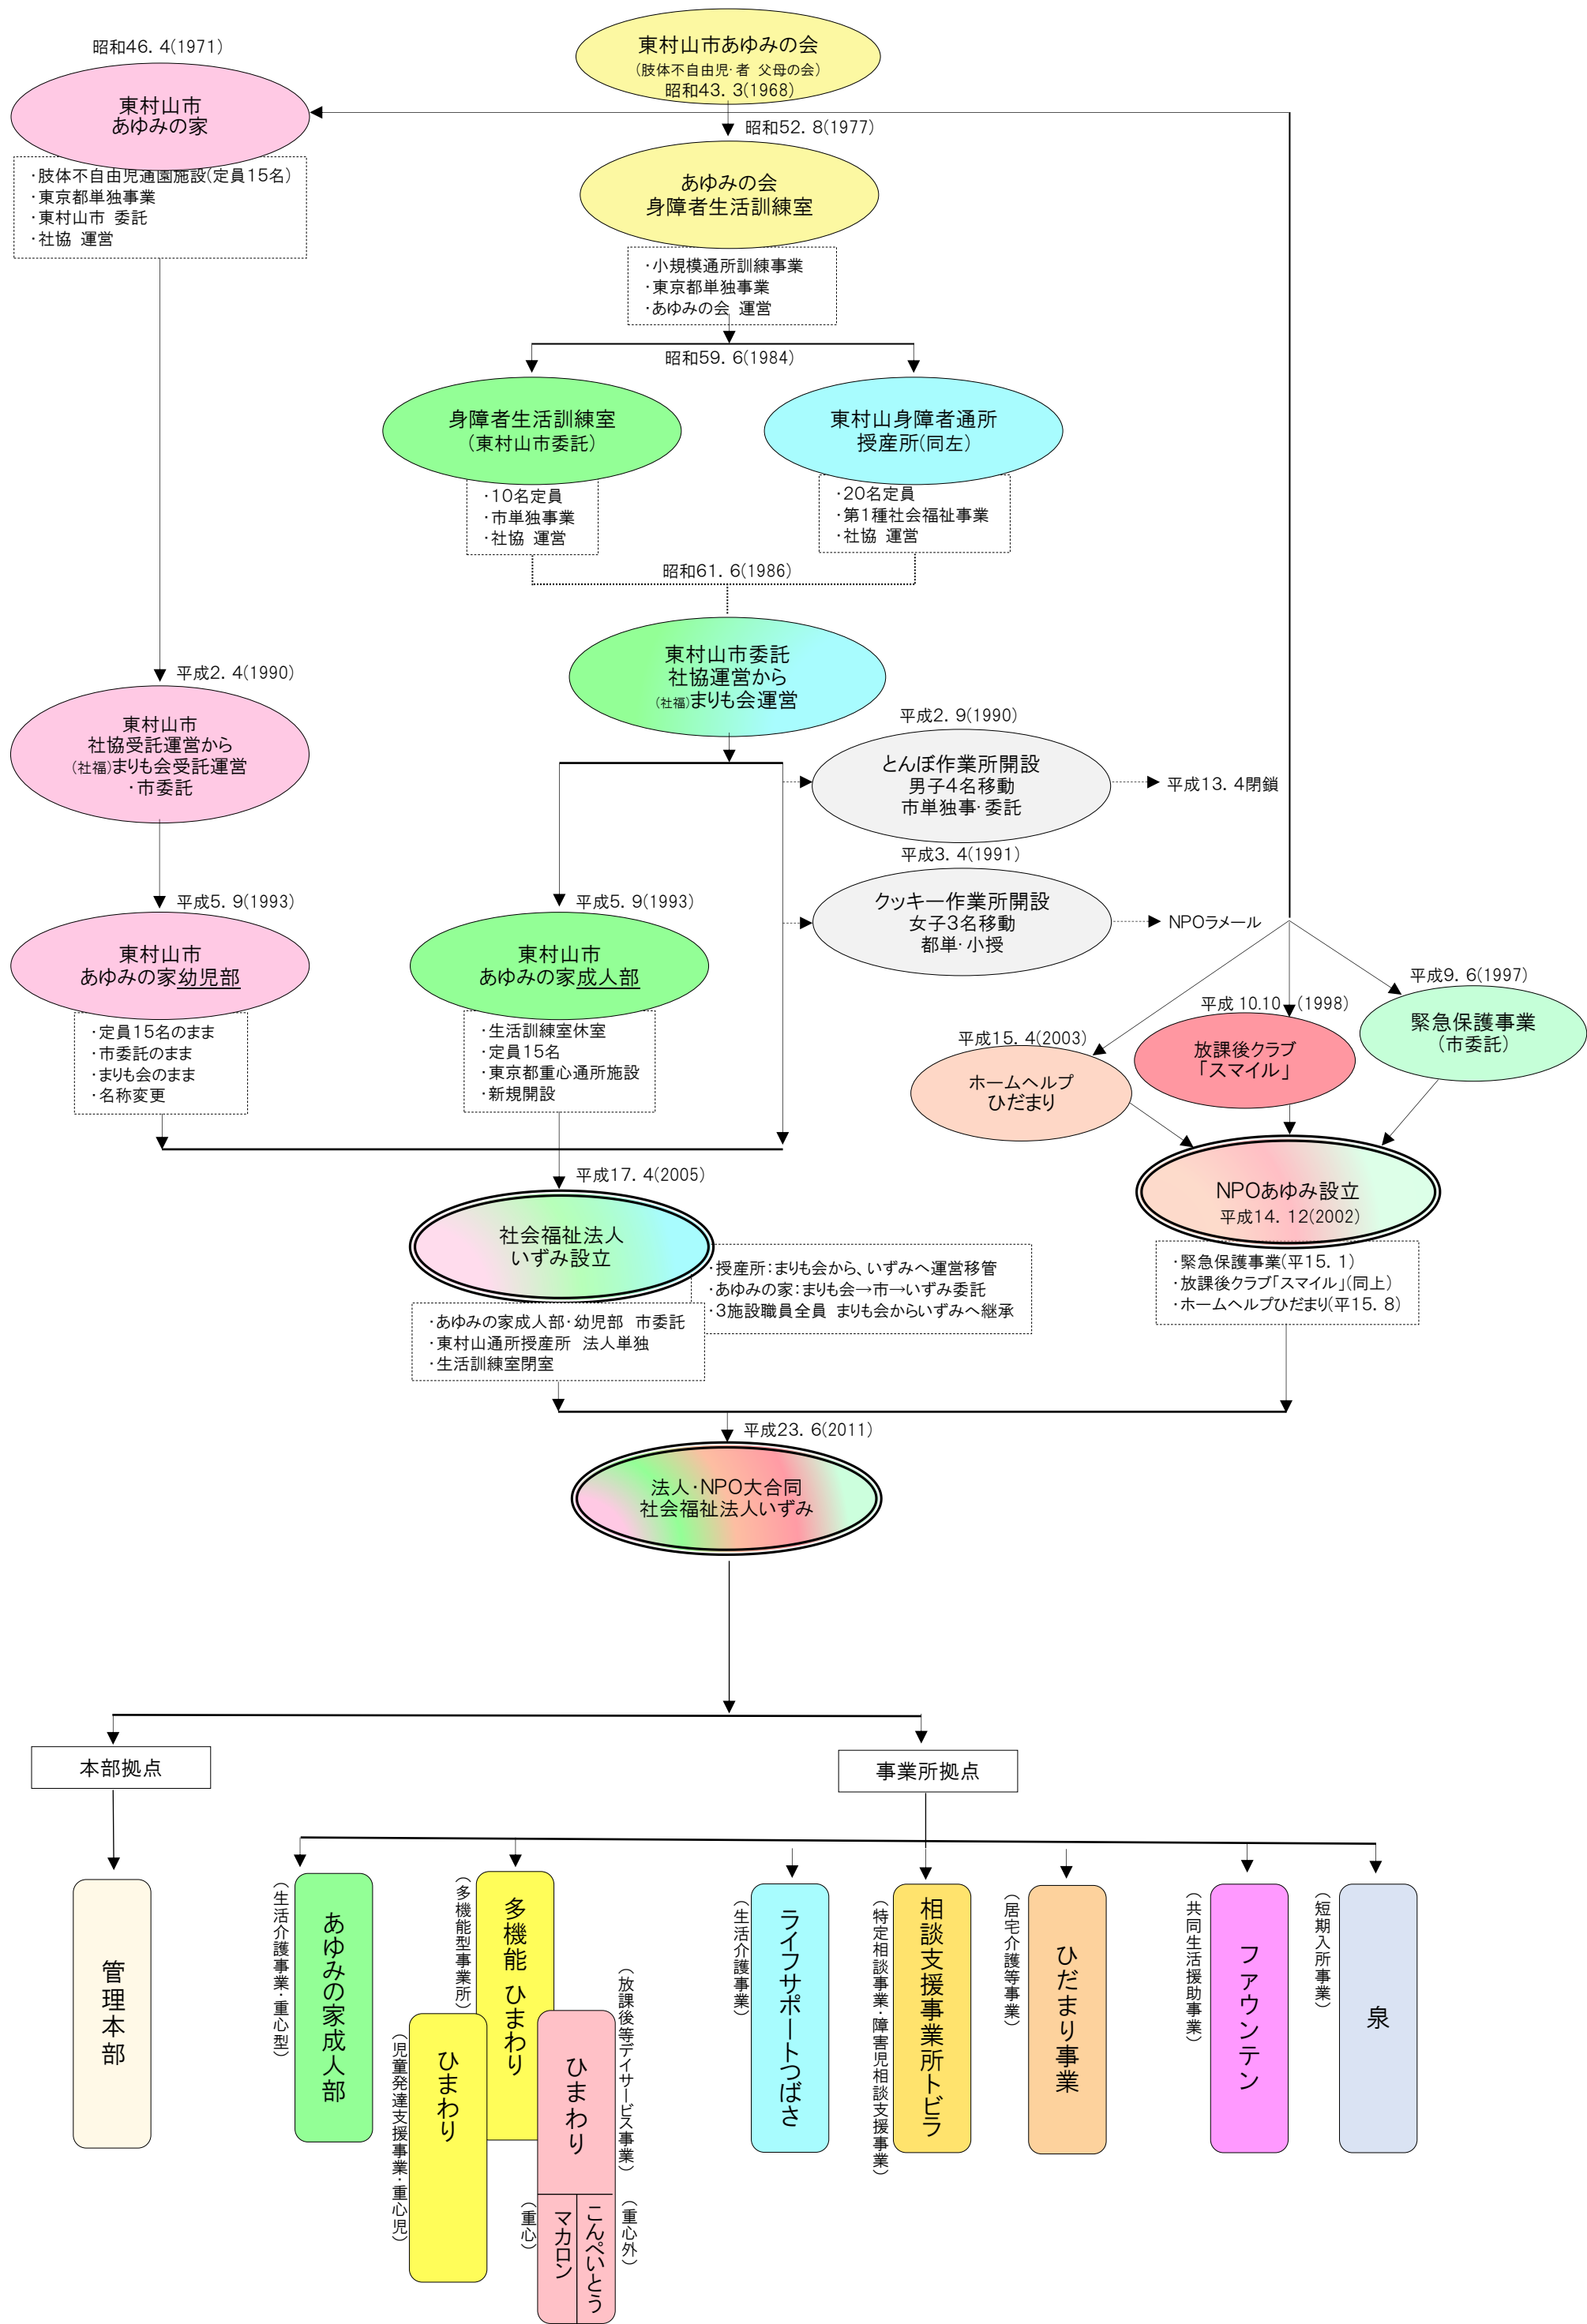 昭和46. 4(1971)
東村山市
あゆみの家
・肢体不自由児通園施設(定員15名)
・東京都単独事業
・東村山市 委託
・社協 運営
東村山市あゆみの会
(肢体不自由児・者 父母の会)
昭和43. 3(1968)
昭和52. 8(1977)
あゆみの会
身障者生活訓練室
・小規模通所訓練事業
・東京都単独事業
・あゆみの会 運営
昭和59. 6(1984)
身障者生活訓練室
(東村山市委託)
・10名定員
・市単独事業
・社協 運営
東村山身障者通所
授産所(同左)
・20名定員
・第1種社会福祉事業
・社協 運営
昭和61. 6(1986)
東村山市委託
社協運営から
(社福)まりも会運営
平成2. 4(1990)
東村山市
社協受託運営から
(社福)まりも会受託運営
・市委託
平成2. 9(1990)
とんぼ作業所開設
男子4名移動
市単独事・委託
平成13. 4閉鎖
平成3. 4(1991)
クッキー作業所開設
女子3名移動
都単・小授
NPOラメール
平成5. 9(1993)
東村山市
あゆみの家幼児部
・定員15名のまま
・市委託のまま
・まりも会のまま
・名称変更
平成5. 9(1993)
東村山市
あゆみの家成人部
・生活訓練室休室
・定員15名
・東京都重心通所施設
・新規開設
平成15. 4(2003)
ホームヘルプ
ひだまり
平成 10.10 (1998)
放課後クラブ
「スマイル」
平成9. 6(1997)
緊急保護事業
(市委託)
NPOあゆみ設立
平成14. 12(2002)
・緊急保護事業(平15. 1)
・放課後クラブ「スマイル」(同上)
・ホームヘルプひだまり(平15. 8)
平成17. 4(2005)
社会福祉法人
いずみ設立
・授産所：まりも会から、いずみへ運営移管
・あゆみの家：まりも会→市→いずみ委託
・3施設職員全員 まりも会からいずみへ継承
・あゆみの家成人部・幼児部 市委託
・東村山通所授産所 法人単独
・生活訓練室閉室
平成23. 6(2011)
法人・NPO大合同
社会福祉法人いずみ
本部拠点
事業所拠点
管理本部
(生活介護事業・重心型)
あゆみの家成人部
(多機能型事業所)
多機能 ひまわり
(児童発達支援事業・重心児)
ひまわり
(放課後等デイサービス事業)
ひまわり
(重心)
マカロン
こんぺいとう
(重心外)
(生活介護事業)
ライフサポートつばさ
(特定相談事業・障害児相談支援事業)
相談支援事業所トビラ
(居宅介護等事業)
ひだまり事業
(共同生活援助事業)
ファウンテン
(短期入所事業)
泉